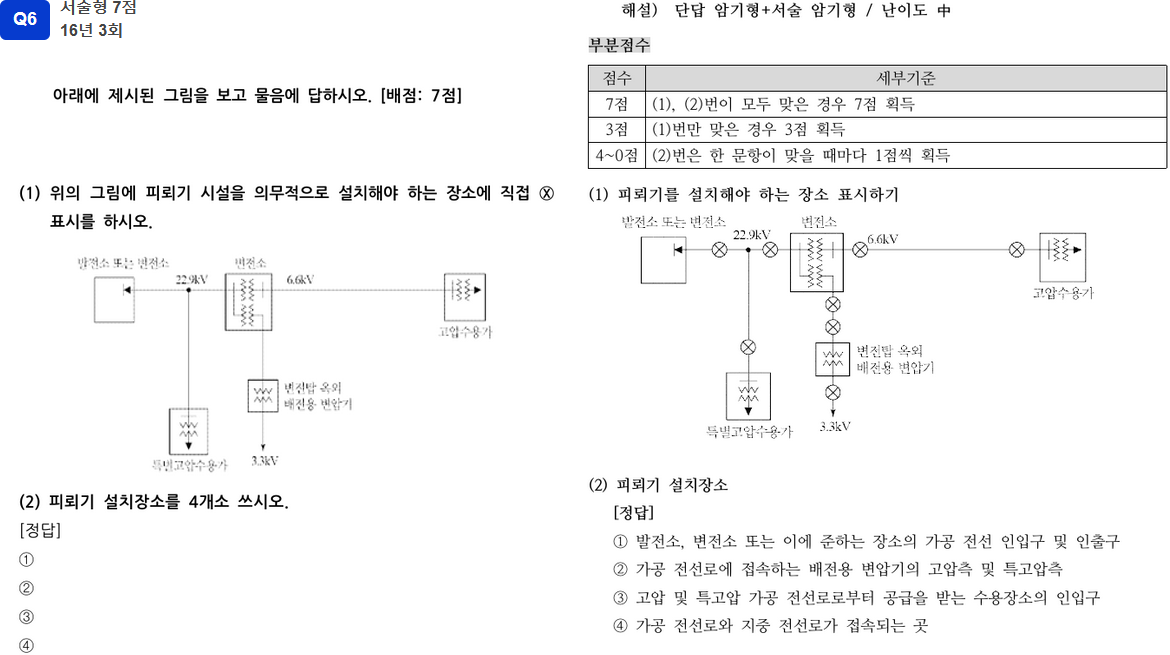 Q6
서술형 7점
16년 3회
아래에 제시된 그림을 보고 물음에 답하시오. [배점: 7점]
(1) 위의 그림에 피뢰기 시설을 의무적으로 설치해야 하는 장소에 직접 ⓧ
표시를 하시오.
발전소 또는 변전소
변전소
22.9kV
6.6kV
고압수용가
변전탑 옥외
배전용 변압기
특별고압수용가
3.3kV
(2) 피뢰기 설치장소를 4개소 쓰시오.
[정답]
①
②
③
④
해설) 단답 암기형+서술 암기형 / 난이도 中
부분점수
점수 세부기준
7점 (1), (2)번이 모두 맞은 경우 7점 획득
3점 (1)번만 맞은 경우 3점 획득
4~0점 (2)번은 한 문항이 맞을 때마다 1점씩 획득
(1) 피뢰기를 설치해야 하는 장소 표시하기
발전소 또는 변전소
변전소
22.9kV
6.6kV
고압수용가
변전탑 옥외
배전용 변압기
특별고압수용가
3.3kV
(2) 피뢰기 설치장소
[정답]
① 발전소, 변전소 또는 이에 준하는 장소의 가공 전선 인입구 및 인출구
② 가공 전선로에 접속하는 배전용 변압기의 고압측 및 특고압측
③ 고압 및 특고압 가공 전선로로부터 공급을 받는 수용장소의 인입구
④ 가공 전선로와 지중 전선로가 접속되는 곳